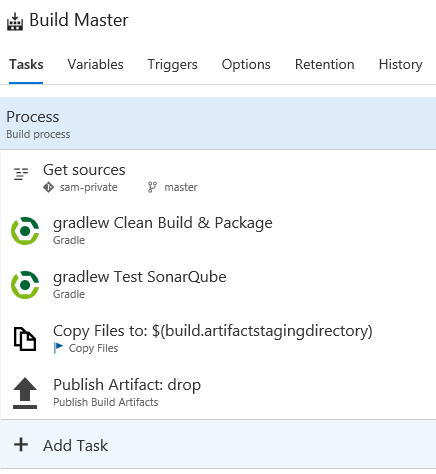 Build Master
Tasks Variables Triggers Options Retention History
Process
Build process
Get sources
sam-private master
gradlew Clean Build & Package
Gradle
gradlew Test SonarQube
Gradle
Copy Files to: $(build.artifactstagingdirectory)
Copy Files
Publish Artifact: drop
Publish Build Artifacts
+ Add Task